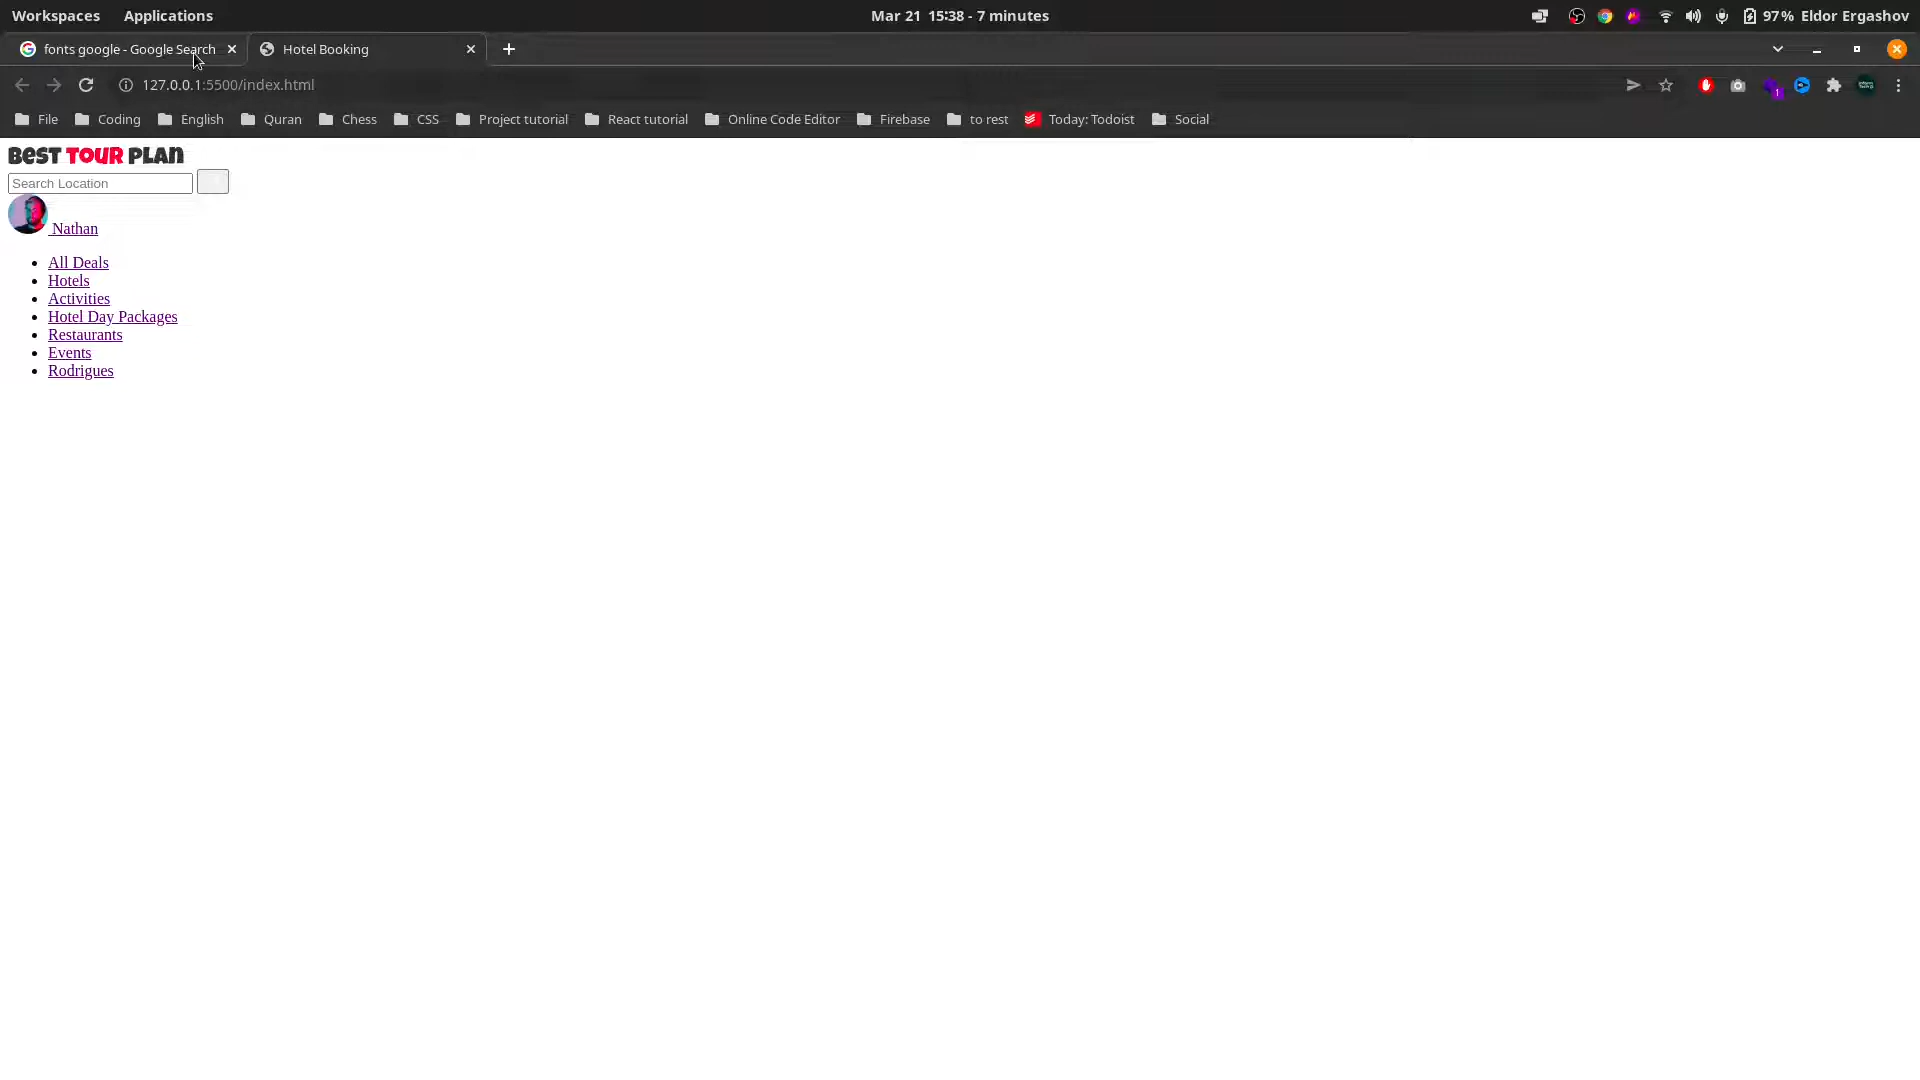 Workspaces Applications Mar 21 15:38 - 7 minutes 97% Eldor Ergashov
fonts google - Google Search Hotel Booking
127.0.0.1:5500/index.html
1
File Coding English Quran Chess CSS Project tutorial React tutorial Online Code Editor Firebase to rest Today: Todoist Social
BEST TOUR PLAN
Search Location
Nathan
All Deals
Hotels
Activities
Hotel Day Packages
Restaurants
Events
Rodrigues